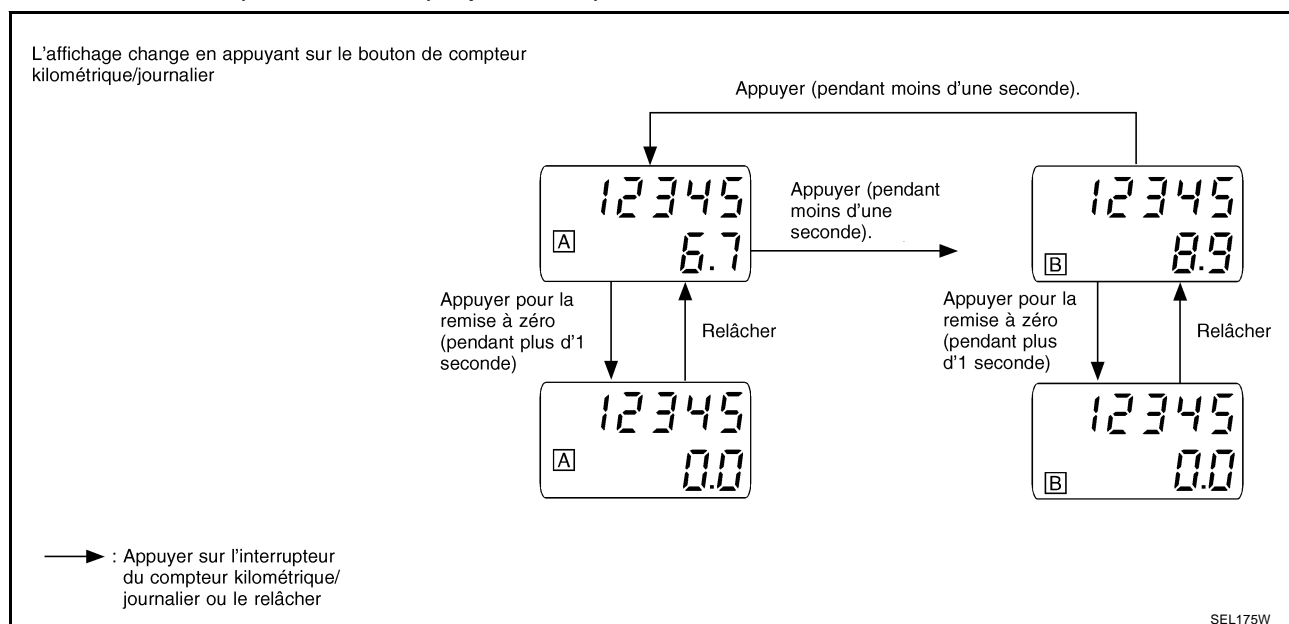 L'affichage change en appuyant sur le bouton de compteur
kilométrique/journalier
Appuyer (pendant moins d'une seconde).
12345
A
6.7
Appuyer (pendant
moins d'une
seconde).
12345
B
8.9
Appuyer pour la
remise à zéro
(pendant plus d'1
seconde)
Relâcher
Appuyer pour la
remise à zéro
(pendant plus
d'1 seconde)
Relâcher
12345
A
0.0
12345
B
0.0
: Appuyer sur l'interrupteur
du compteur kilométrique/
journalier ou le relâcher
SEL175W